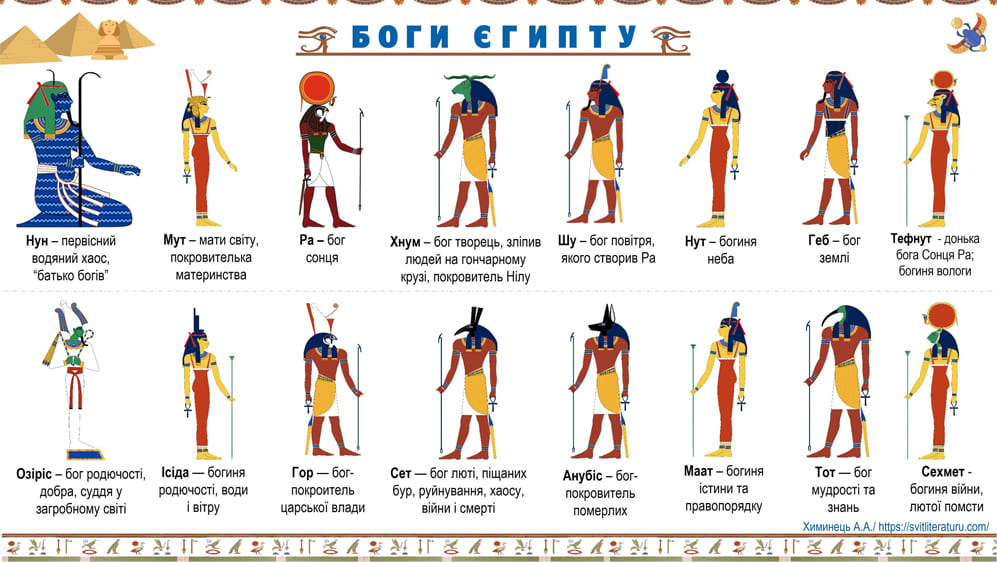 БОГИ ЄГИПТУ
Нун – первісний
водяний хаос,
“батько богів”
Мут – мати світу,
покровителька
материнства
Ра – бог
сонця
Хнум – бог творець, зліпив
людей на гончарному
крузі, покровитель Нілу
Шу – бог повітря,
якого створив Ра
Нут – богиня
неба
Геб – бог
землі
Тефнут - донька
бога Сонця Ра;
богиня вологи
Озіріс – бог родючості,
добра, суддя у
загробному світі
Ісіда — богиня
родючості, води
і вітру
Гор — бог-
покроитель
царської влади
Сет — бог люті, піщаних
бур, руйнування, хаосу,
війни і смерті
Анубіс – бог-
покровитель
померлих
Маат – богиня
істини та
правопорядку
Тот — бог
мудрості та
знань
Сехмет -
богиня війни,
лютої помсти
Химинець А.А./ https://svitliteraturu.com/